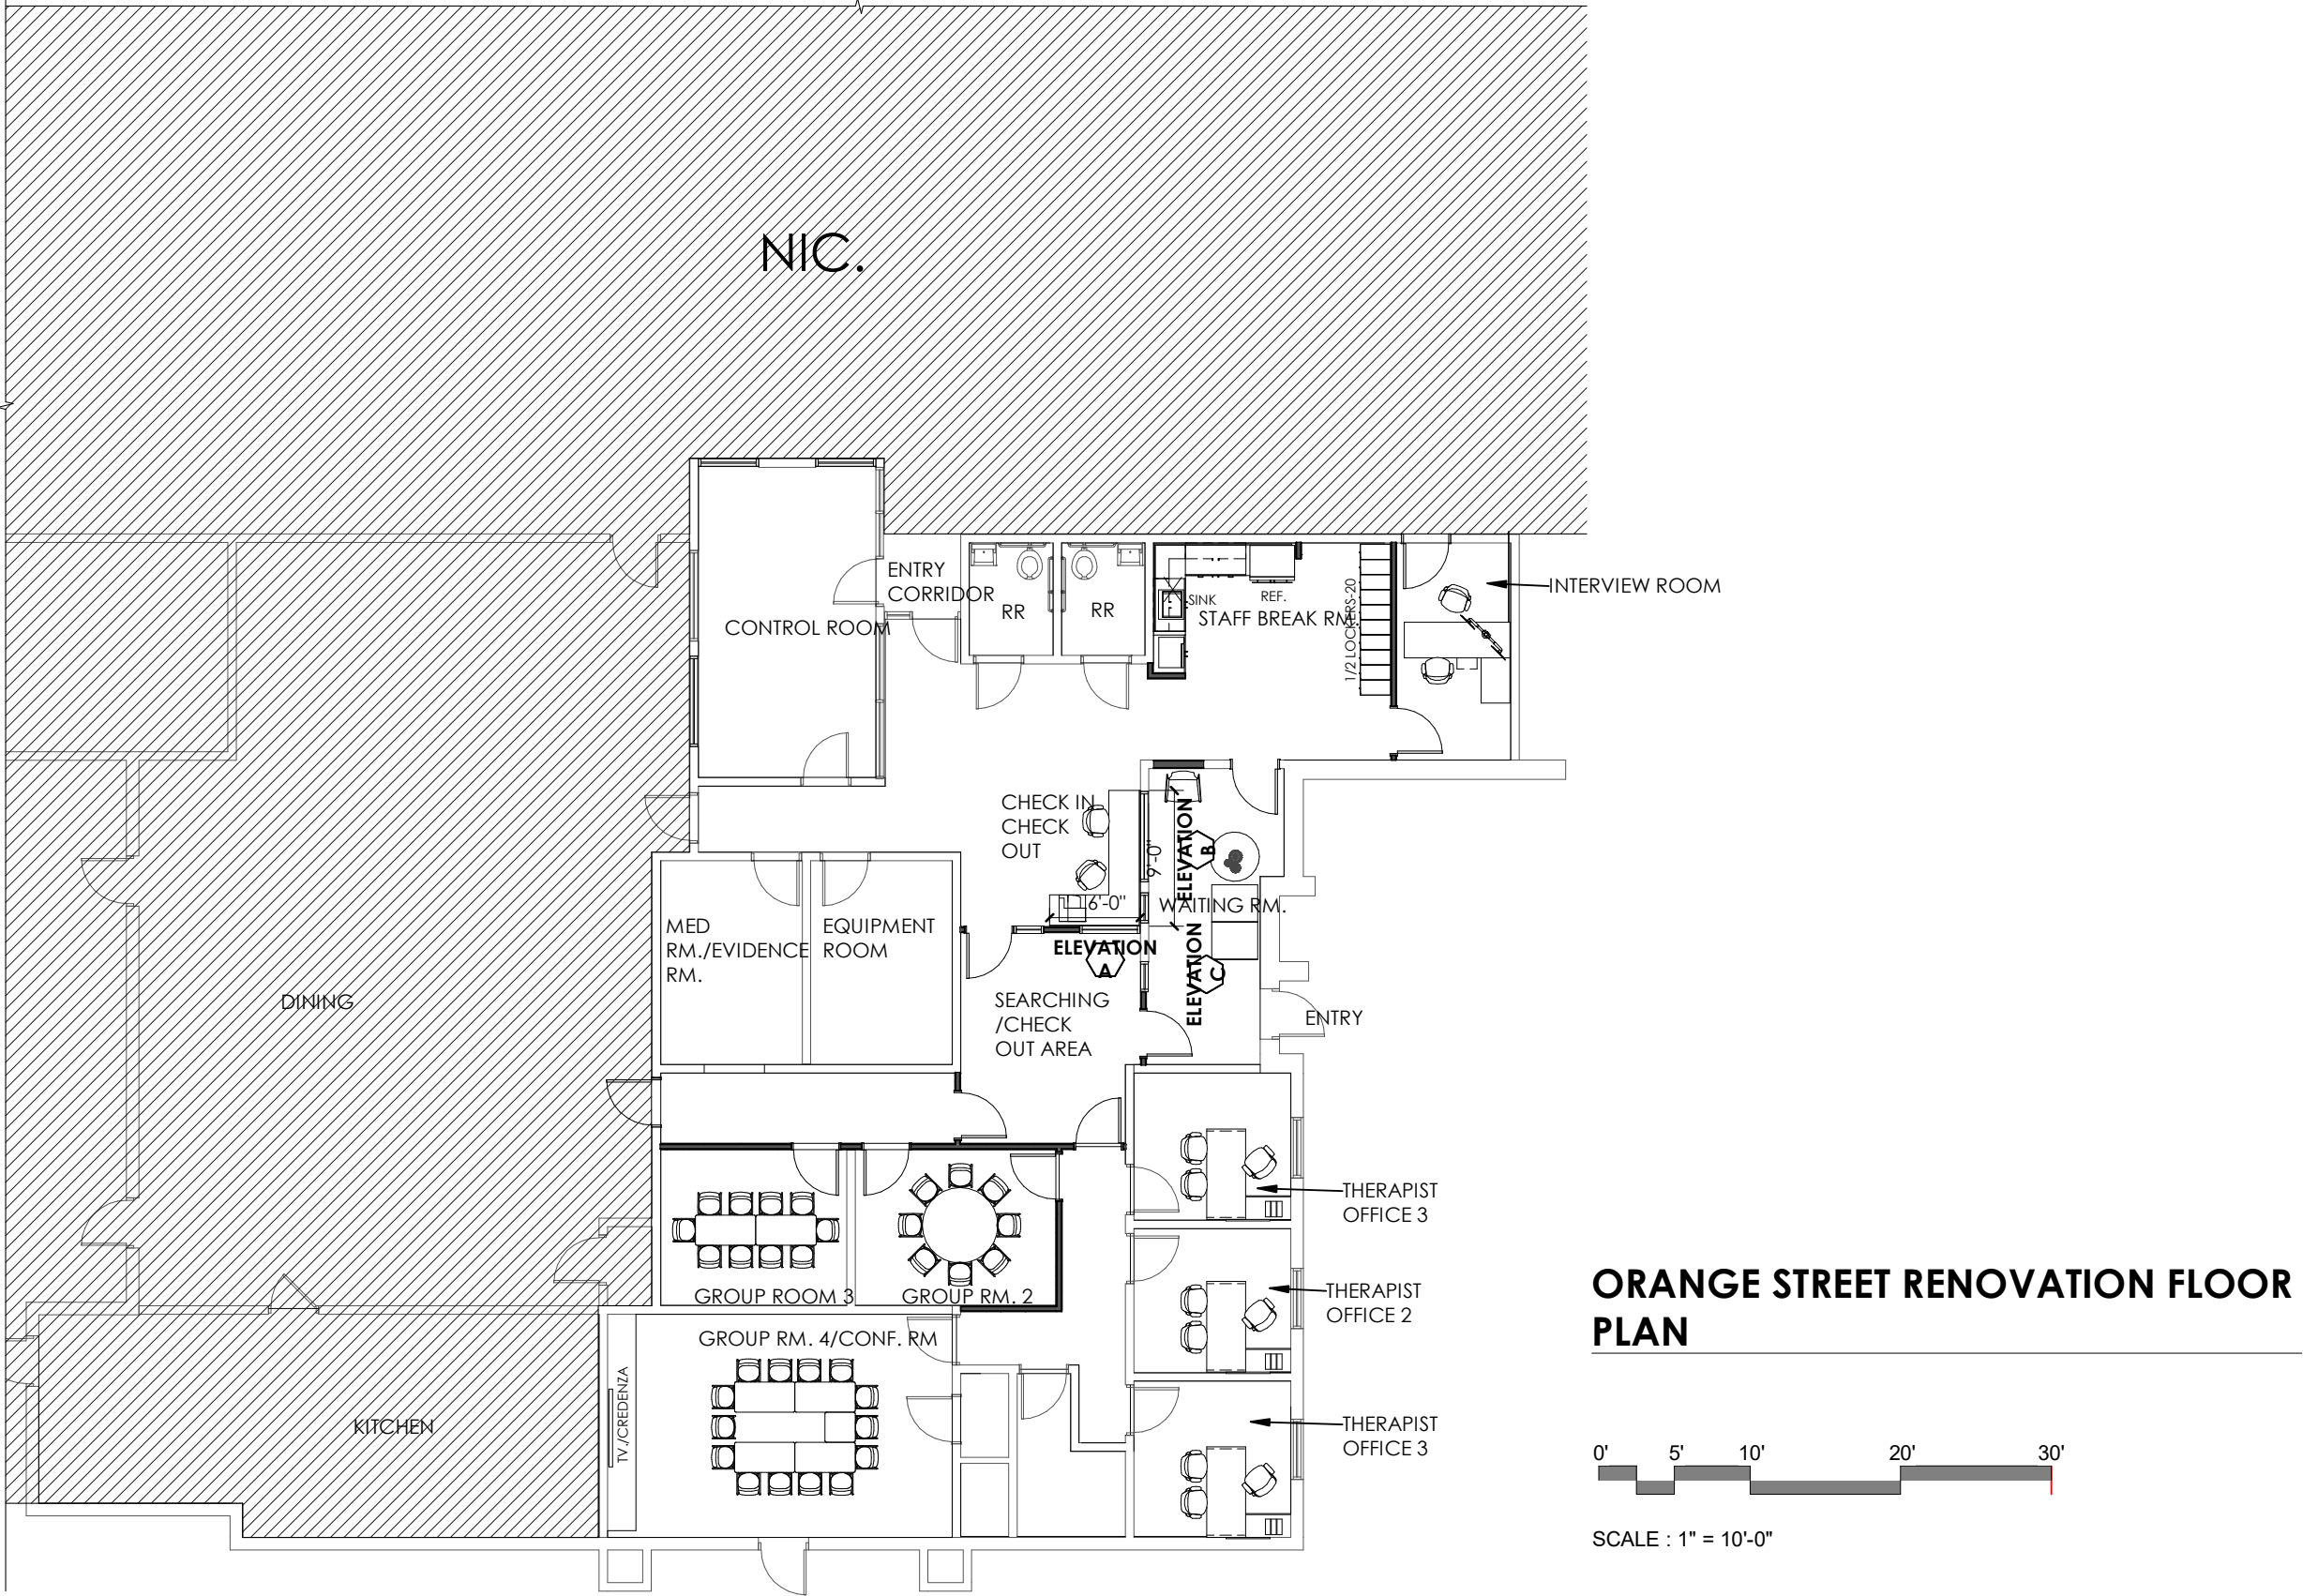 NIC.
ENTRY
CORRIDOR
CONTROL ROOM
RR
RR
SINK
REF.
STAFF BREAK RM.
1/2 LOCKERS-20
INTERVIEW ROOM
CHECK IN
CHECK
OUT
9'-0"
ELEVATION
B
6'-0"
WAITING RM.
MED
RM./EVIDENCE
RM.
EQUIPMENT
ROOM
ELEVATION
A
ELEVATION
C
SEARCHING
/CHECK
OUT AREA
ENTRY
DINING
THERAPIST
OFFICE 3
GROUP ROOM 3
GROUP RM. 2
THERAPIST
OFFICE 2
GROUP RM. 4/CONF. RM
TV./CREDENZA
KITCHEN
THERAPIST
OFFICE 3
ORANGE STREET RENOVATION FLOOR
PLAN
0' 5' 10' 20' 30'
SCALE : 1" = 10'-0"